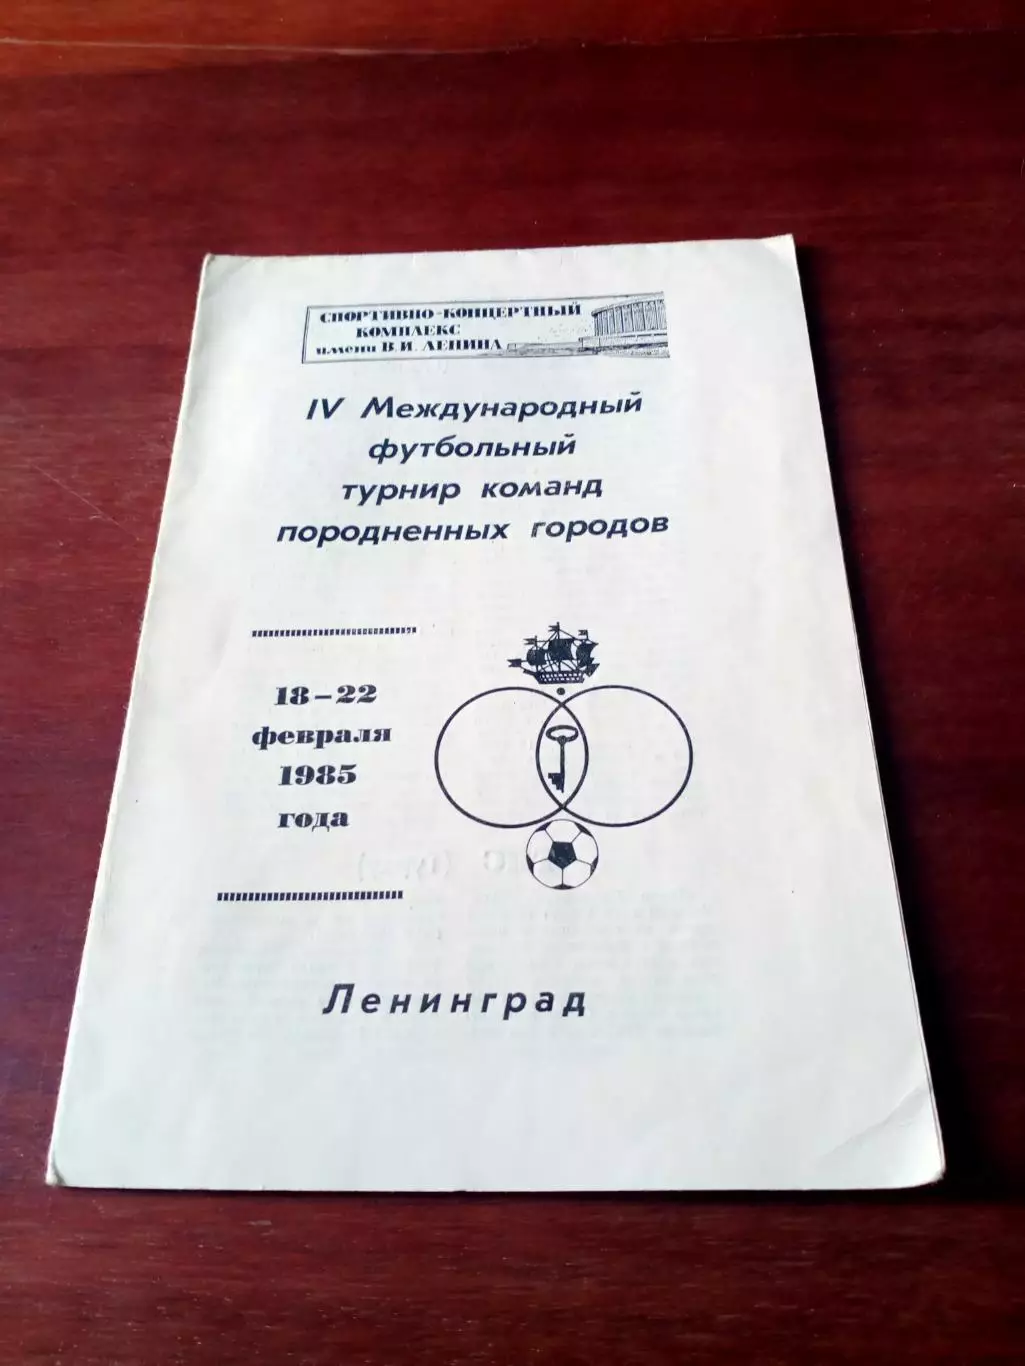 СПОРТИВНО-КОНЦЕРТНЫЙ
КОМПЛЕКС
имени В.И. ЛЕНИНА
IV Международный
футбольный
турнир команд
породненных городов
18–22
февраля
1985
года
Ленинград